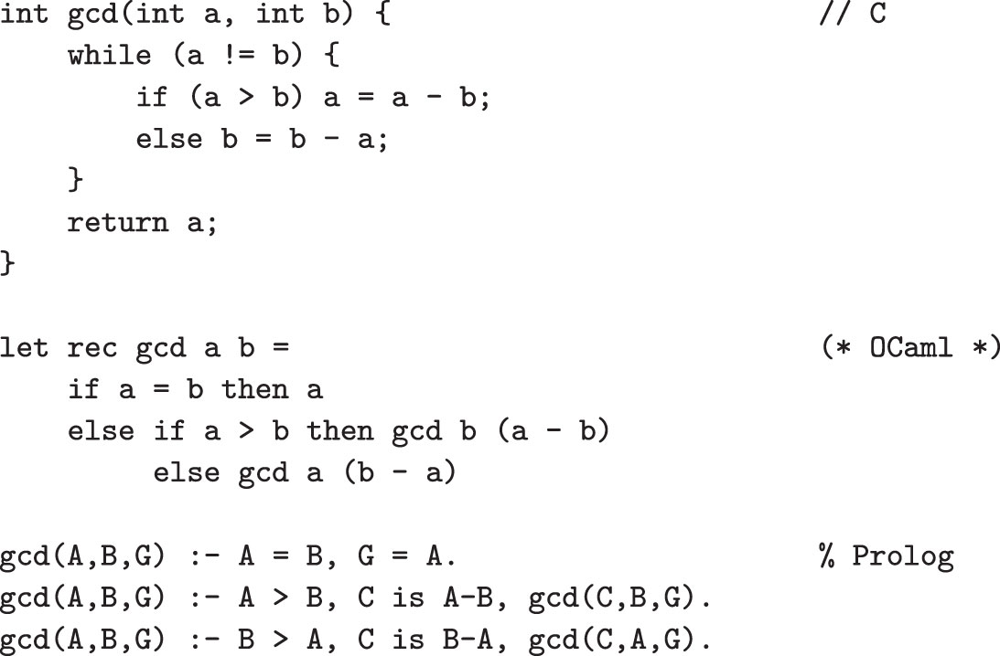 int gcd(int a, int b) { // C
while (a != b) {
if (a > b) a = a - b;
else b = b - a;
}
return a;
}
let rec gcd a b = (* OCaml *)
if a = b then a
else if a > b then gcd b (a - b)
else gcd a (b - a)
gcd(A,B,G) :- A = B, G = A. % Prolog
gcd(A,B,G) :- A > B, C is A-B, gcd(C,B,G).
gcd(A,B,G) :- B > A, C is B-A, gcd(C,A,G).